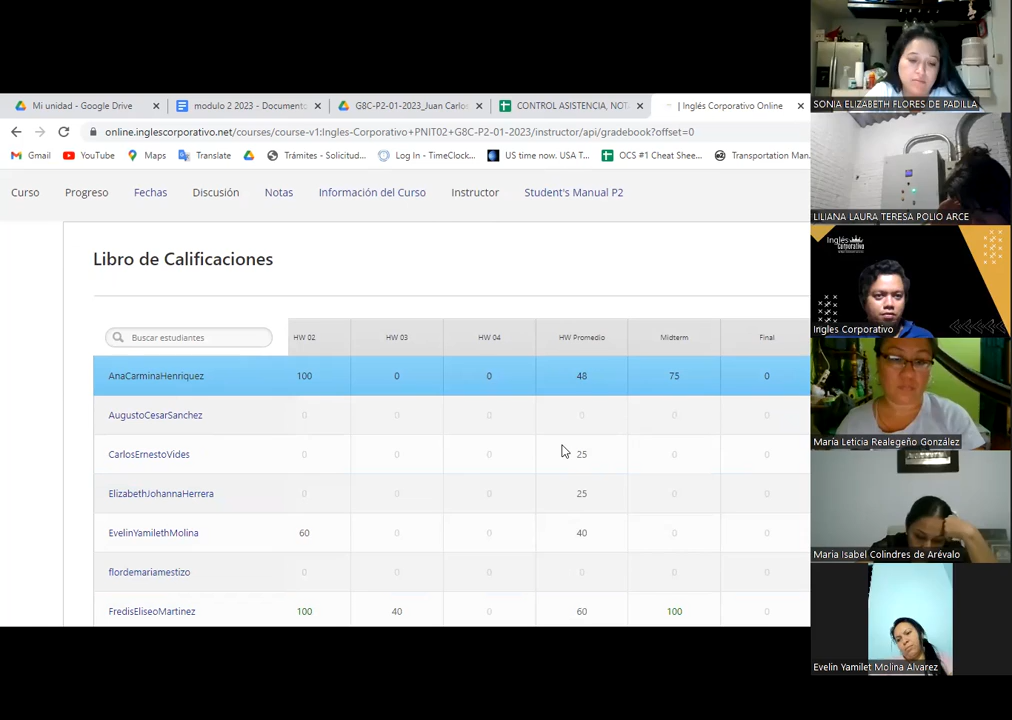 Mi unidad - Google Drive
modulo 2 2023 - Documento
G8C-P2-01-2023_Juan Carlos
CONTROL ASISTENCIA, NOT
| Inglés Corporativo Online
online.inglescorporativo.net/courses/course-v1:Ingles-Corporativo+PNIT02+G8C-P2-01-2023/instructor/api/gradebook?offset=0
Gmail YouTube Maps Translate Trámites - Solicitud... Log In - TimeClock... US time now. USA T... OCS #1 Cheat Shee... Transportation Man...
Curso Progreso Fechas Discusión Notas Información del Curso Instructor Student's Manual P2
Libro de Calificaciones
Buscar estudiantes HW 02 HW 03 HW 04 HW Promedio Midterm Final
AnaCarminaHenriquez 100 0 0 48 75 0
AugustoCesarSanchez 0 0 0 0 0 0
CarlosErnestoVides 0 0 0 25 0 0
ElizabethJohannaHerrera 0 0 0 25 0 0
EvelinYamilethMolina 60 0 0 40 0 0
flordemariamestizo 0 0 0 0 0 0
FredisEliseoMartinez 100 40 0 60 100 0
SONIA ELIZABETH FLORES DE PADILLA
LILIANA LAURA TERESA POLIO ARCE
Inglés
Corporativo
Ingles Corporativo
María Leticia Realegeño González
Maria Isabel Colindres de Arévalo
Evelin Yamilet Molina Alvarez